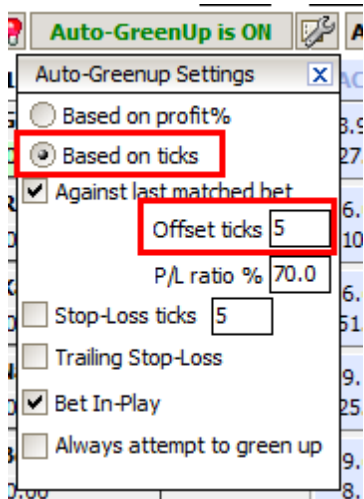 Auto-GreenUp is ON
Auto-Greenup Settings X
Based on profit%
Based on ticks
Against last matched bet
Offset ticks 5
P/L ratio % 70.0
Stop-Loss ticks 5
Trailing Stop-Loss
Bet In-Play
Always attempt to green up